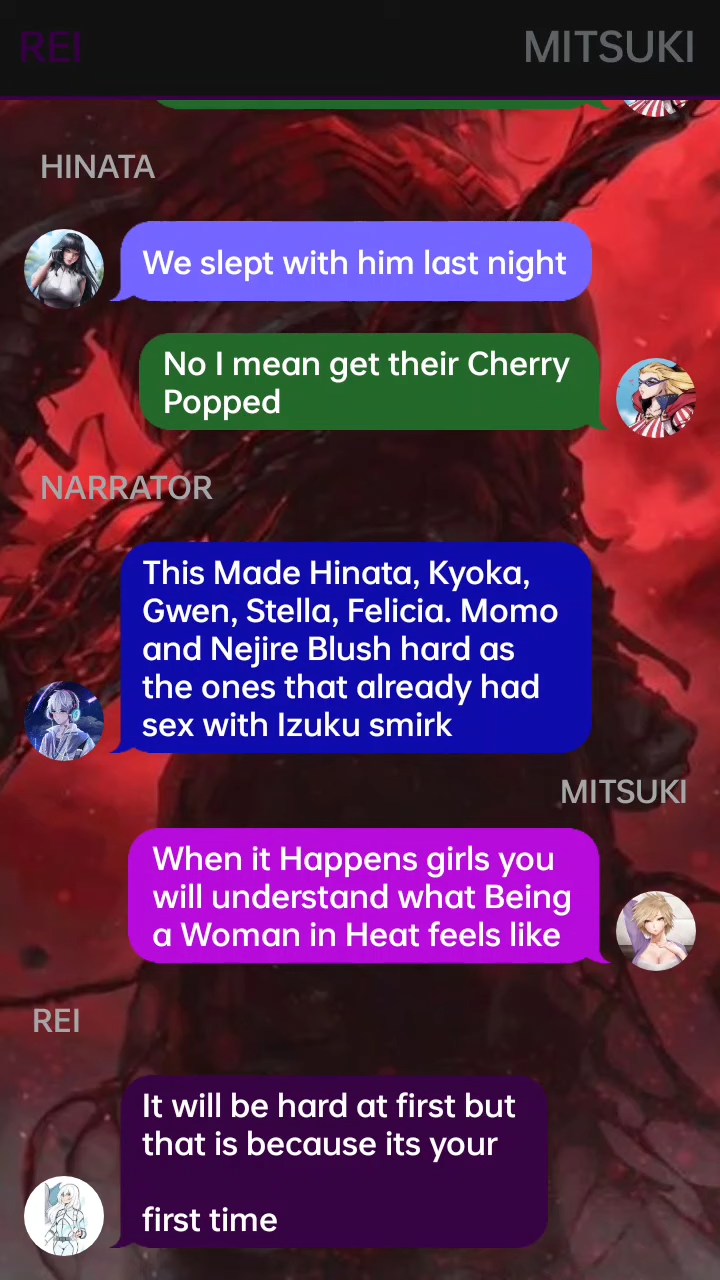 REI
MITSUKI
HINATA
We slept with him last night
No I mean get their Cherry
Popped
NARRATOR
This Made Hinata, Kyoka,
Gwen, Stella, Felicia. Momo
and Nejire Blush hard as
the ones that already had
sex with Izuku smirk
MITSUKI
When it Happens girls you
will understand what Being
a Woman in Heat feels like
REI
It will be hard at first but
that is because its your
first time